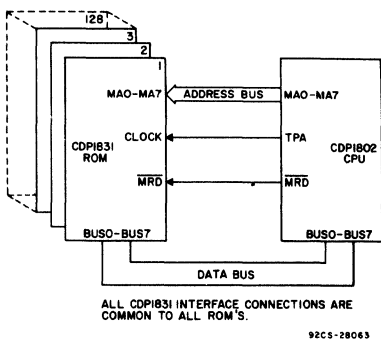 128
3
2
1
MA0-MA7
ADDRESS BUS
MA0-MA7
CLOCK
TPA
CDP1831
ROM
CDP1802
CPU
MRD
MRD
BUS0-BUS7
BUS0-BUS7
DATA BUS
ALL CDP1831 INTERFACE CONNECTIONS ARE
COMMON TO ALL ROM'S.
92CS-28063